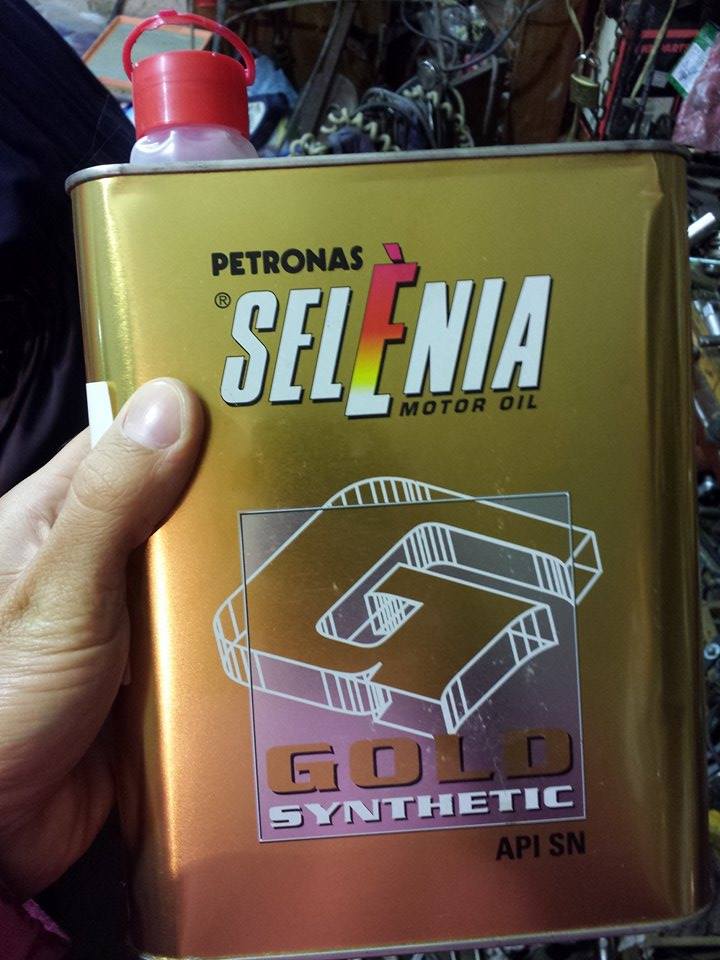 PETRONAS
® SELÈNIA
MOTOR OIL
GOLD
SYNTHETIC
API SN